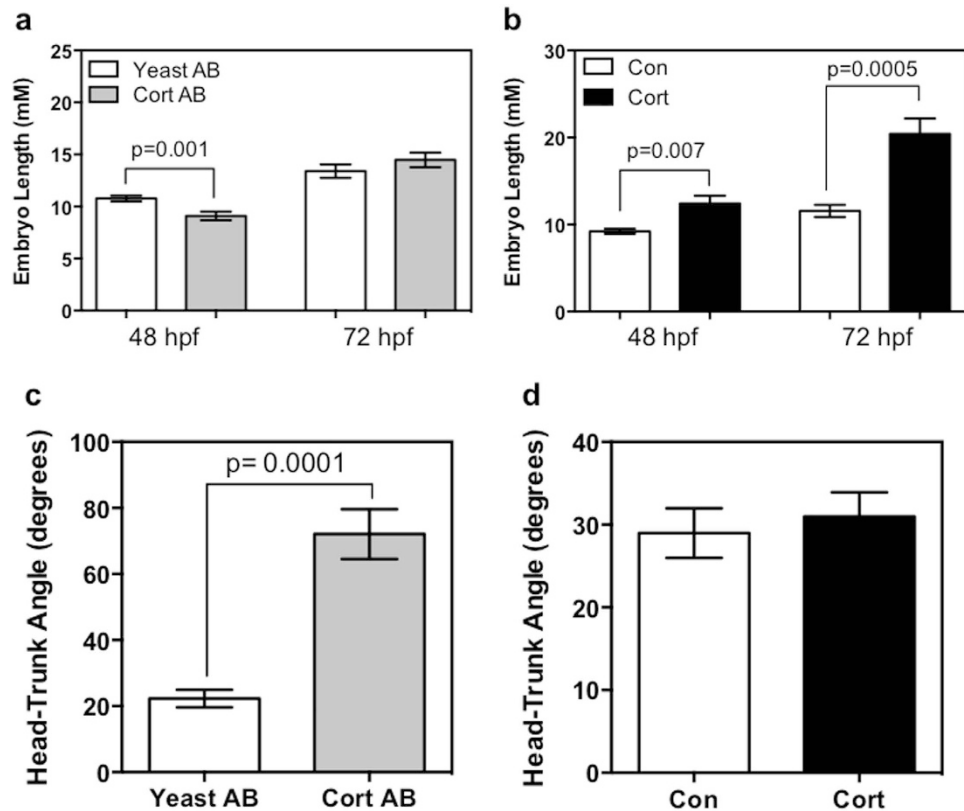 a
Embryo Length (mM)
25
20
15
10
5
0
Yeast AB
Cort AB
p=0.001
48 hpf
72 hpf
b
Embryo Length (mM)
30
20
10
0
Con
Cort
p=0.007
p=0.0005
48 hpf
72 hpf
c
Head-Trunk Angle (degrees)
100
80
60
40
20
0
p= 0.0001
Yeast AB
Cort AB
d
Head-Trunk Angle (degrees)
40
30
20
10
0
Con
Cort